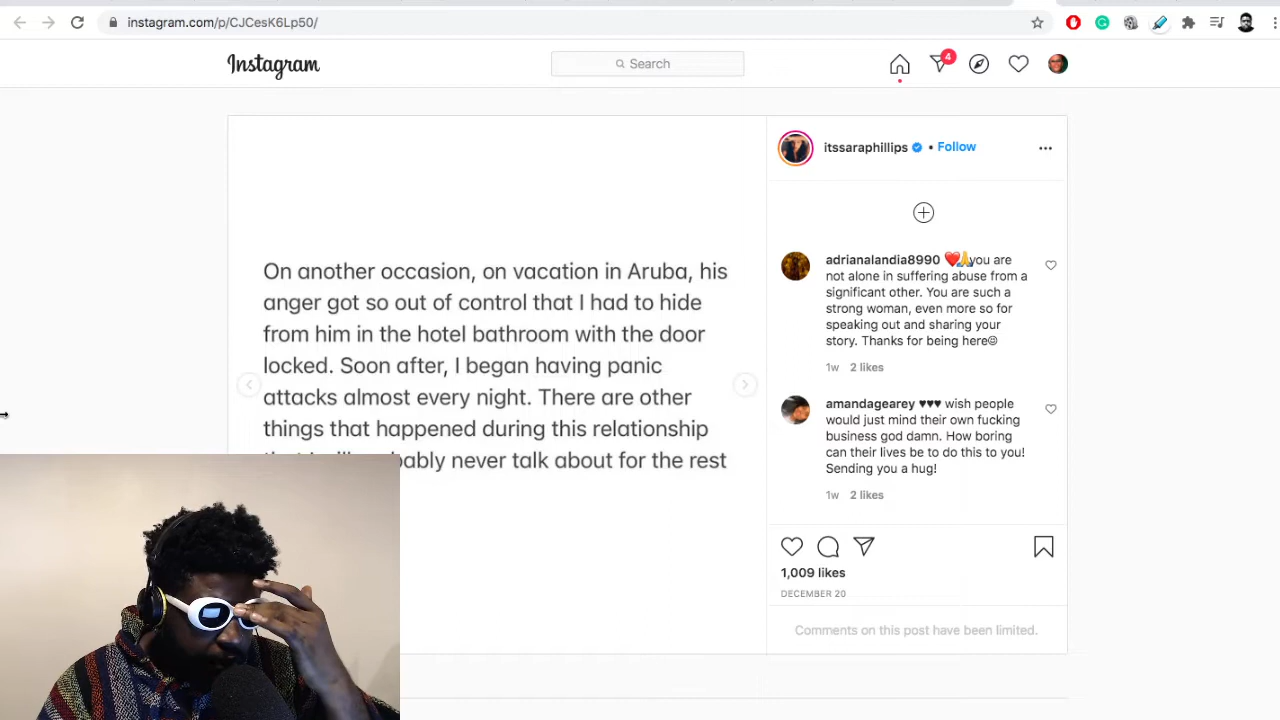 instagram.com/p/CJCesK6Lp50/
Instagram
Search
4
itssaraphillips • Follow
On another occasion, on vacation in Aruba, his
anger got so out of control that I had to hide
from him in the hotel bathroom with the door
locked. Soon after, I began having panic
attacks almost every night. There are other
things that happened during this relationship
never talk about for the rest
adrianalandia8990 ❤️🙏you are
not alone in suffering abuse from a
significant other. You are such a
strong woman, even more so for
speaking out and sharing your
story. Thanks for being here☺
1w 2 likes
amandagearey ♥♥♥ wish people
would just mind their own fucking
business god damn. How boring
can their lives be to do this to you!
Sending you a hug!
1w 2 likes
1,009 likes
DECEMBER 20
Comments on this post have been limited.